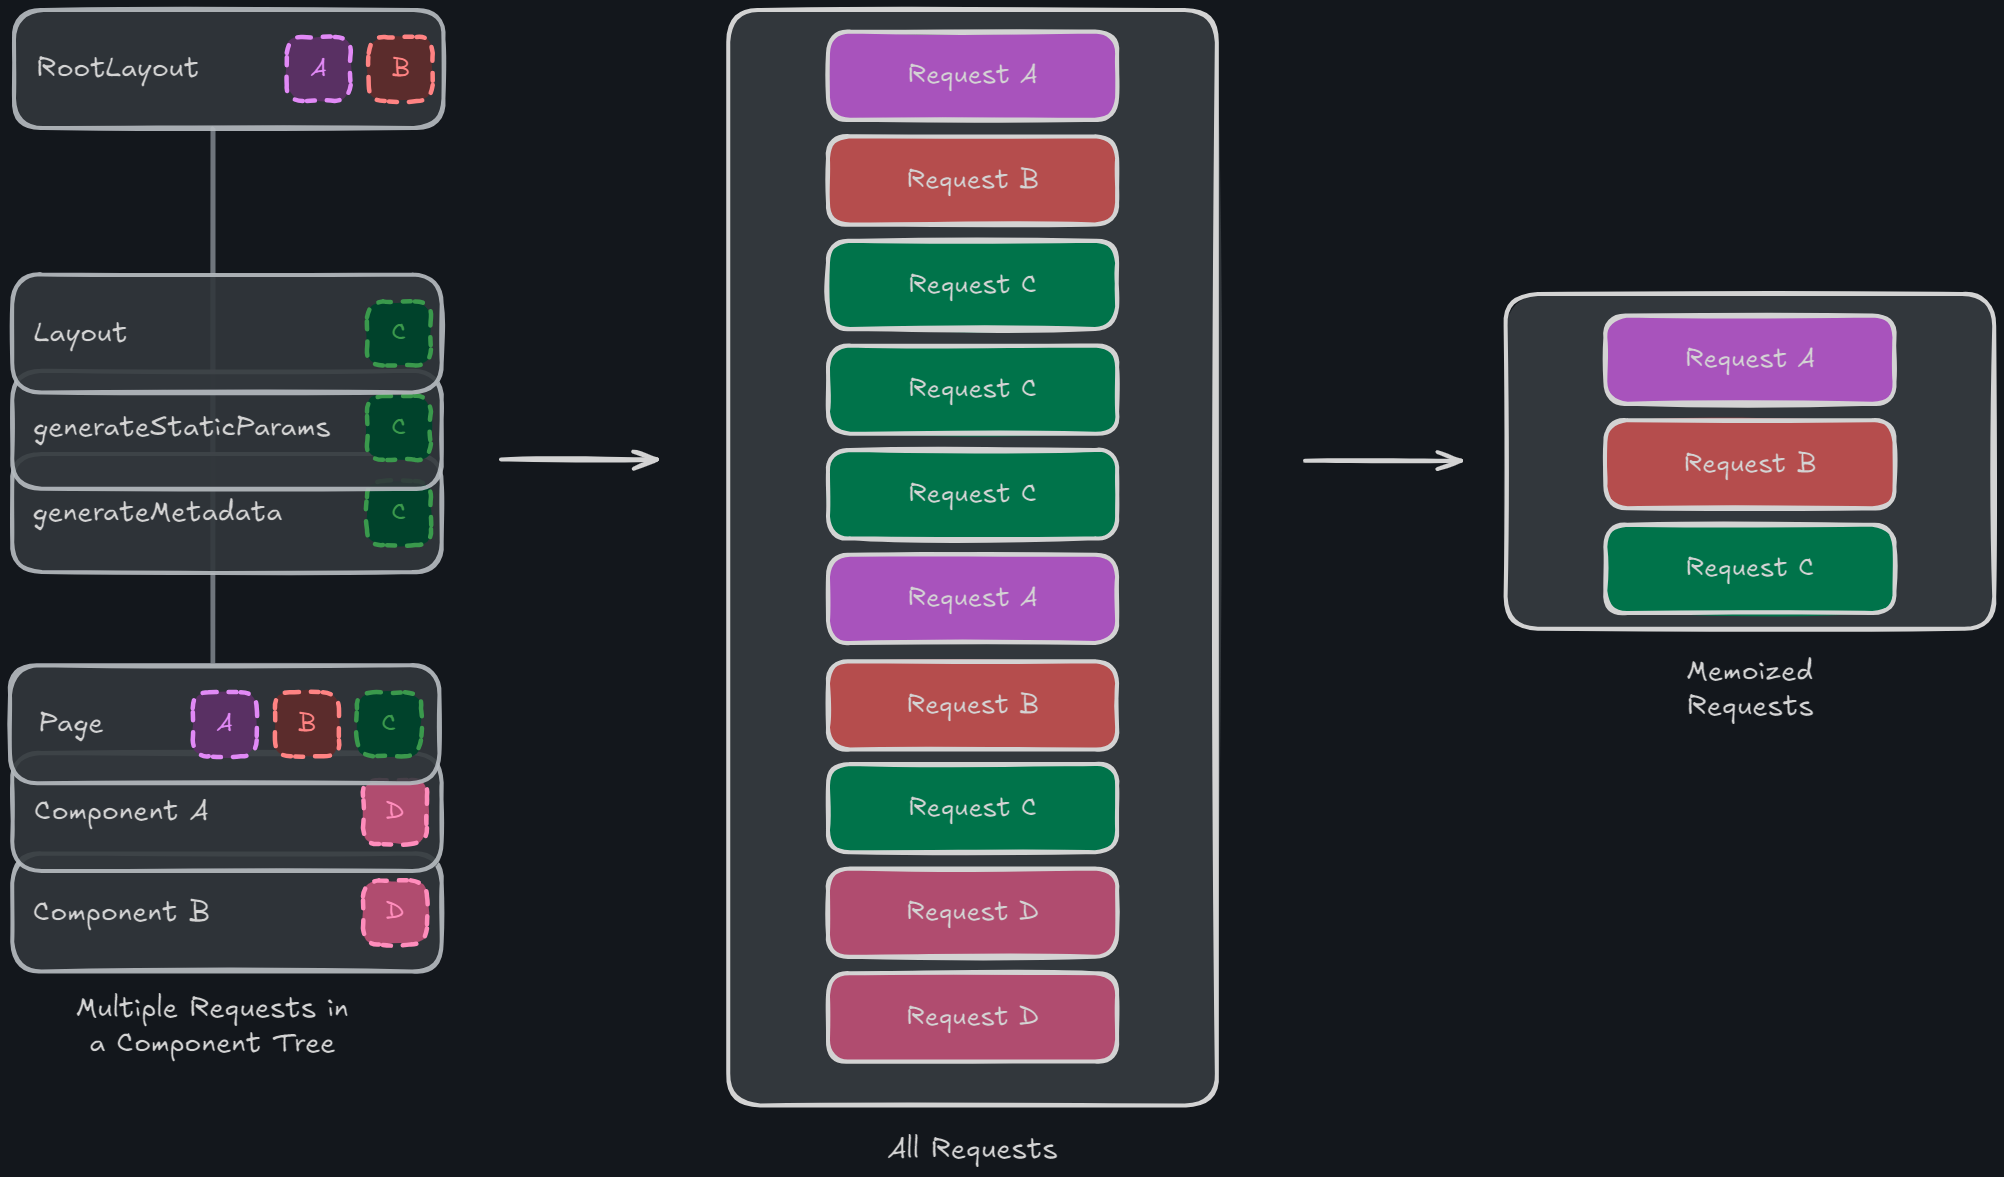 RootLayout A B
Layout C
generateStaticParams C
generateMetadata C
Page A B C
Component A D
Component B D
Multiple Requests in
a Component Tree
Request A
Request B
Request C
Request C
Request C
Request A
Request B
Request C
Request D
Request D
All Requests
Request A
Request B
Request C
Memoized
Requests